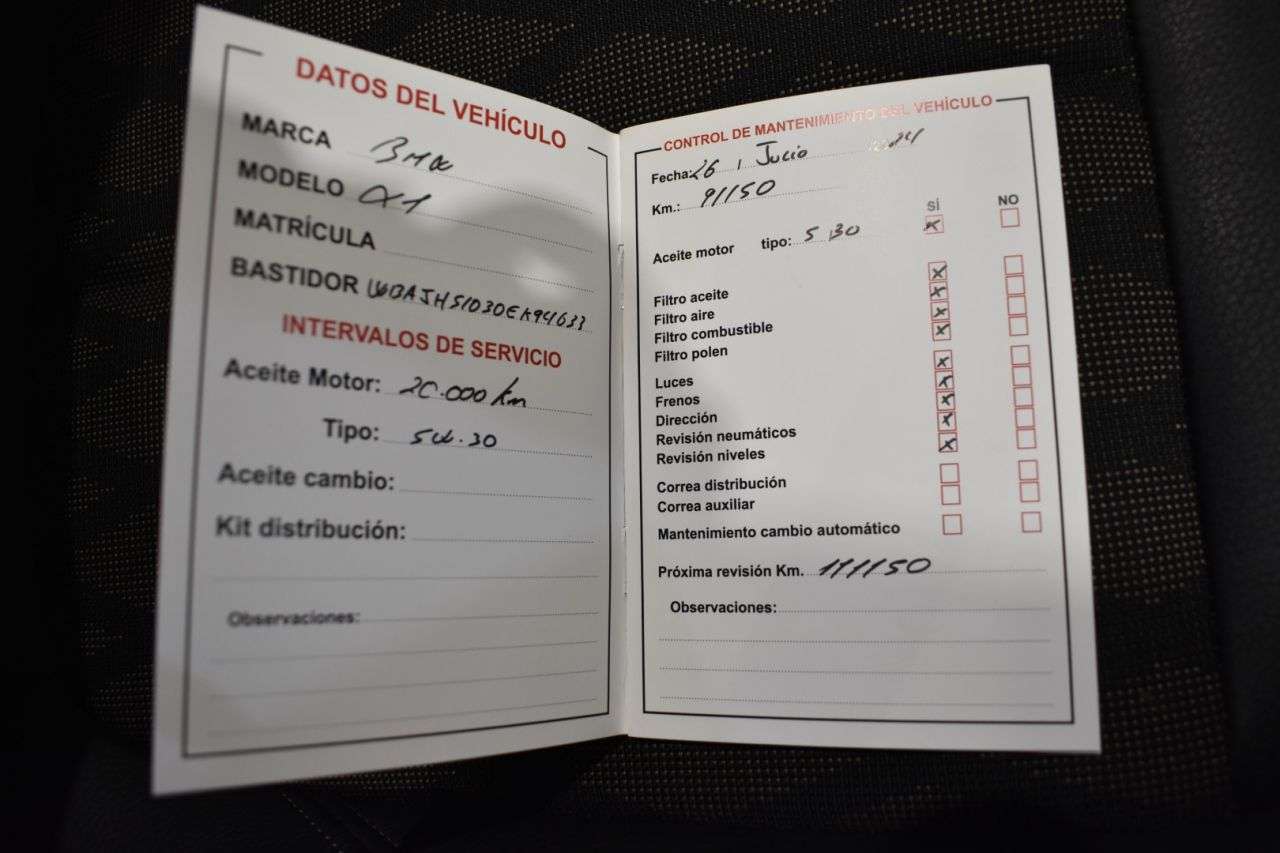 DATOS DEL VEHÍCULO
MARCA BMW
MODELO X1
MATRÍCULA
BASTIDOR WBAJH51030EK94633
INTERVALOS DE SERVICIO
Aceite Motor: 20.000 km
Tipo: 5W.30
Aceite cambio:
Kit distribución:
Observaciones:
CONTROL DE MANTENIMIENTO DEL VEHÍCULO
Fecha: 26 / Julio
Km.: 91150
SÍ NO
Aceite motor tipo: 5 30
Filtro aceite
Filtro aire
Filtro combustible
Filtro polen
Luces
Frenos
Dirección
Revisión neumáticos
Revisión niveles
Correa distribución
Correa auxiliar
Mantenimiento cambio automático
Próxima revisión Km. 111150
Observaciones: